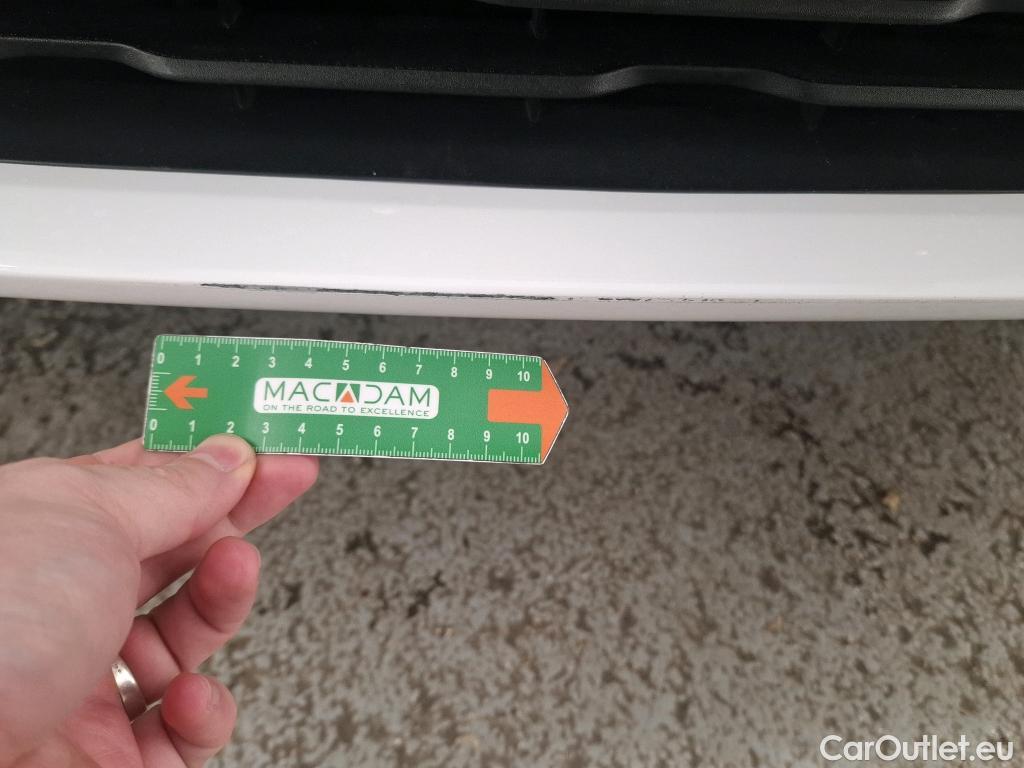 0 1 2 3 4 5 6 7 8 9 10
MACADAM
ON THE ROAD TO EXCELLENCE
0 1 2 3 4 5 6 7 8 9 10
CarOutlet.eu